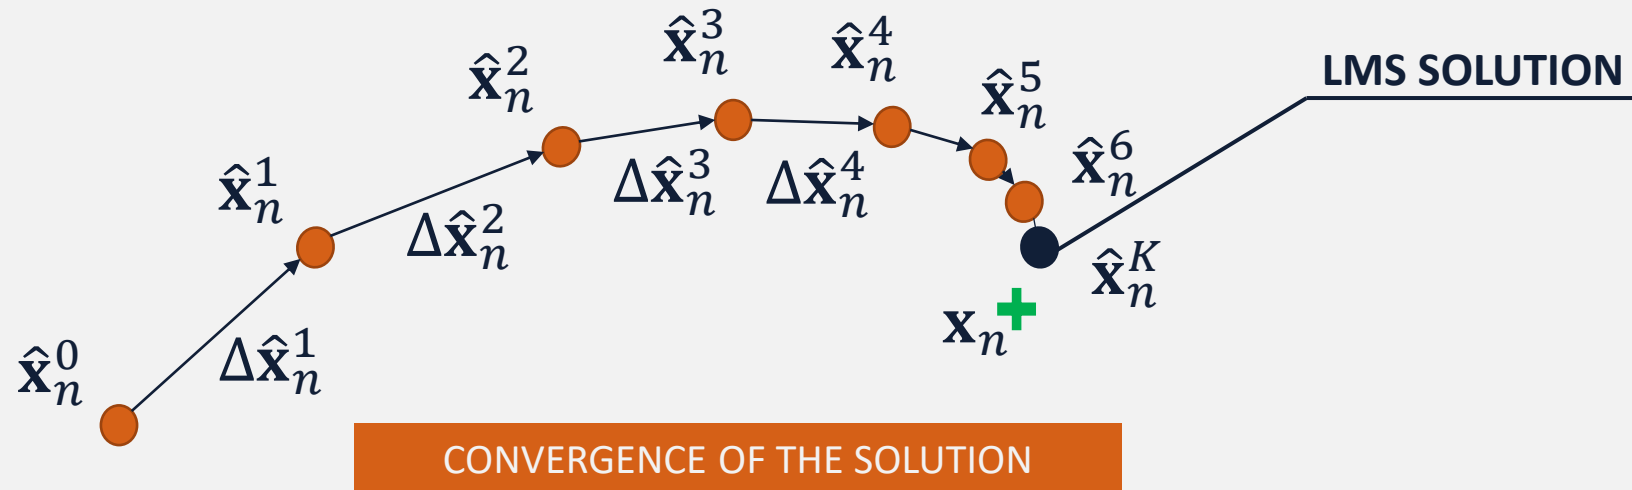 x̂ₙ⁰
Δx̂ₙ¹
x̂ₙ¹
Δx̂ₙ²
x̂ₙ²
Δx̂ₙ³
x̂ₙ³
Δx̂ₙ⁴
x̂ₙ⁴
x̂ₙ⁵
x̂ₙ⁶
x̂ₙᴷ
xₙ
LMS SOLUTION
CONVERGENCE OF THE SOLUTION